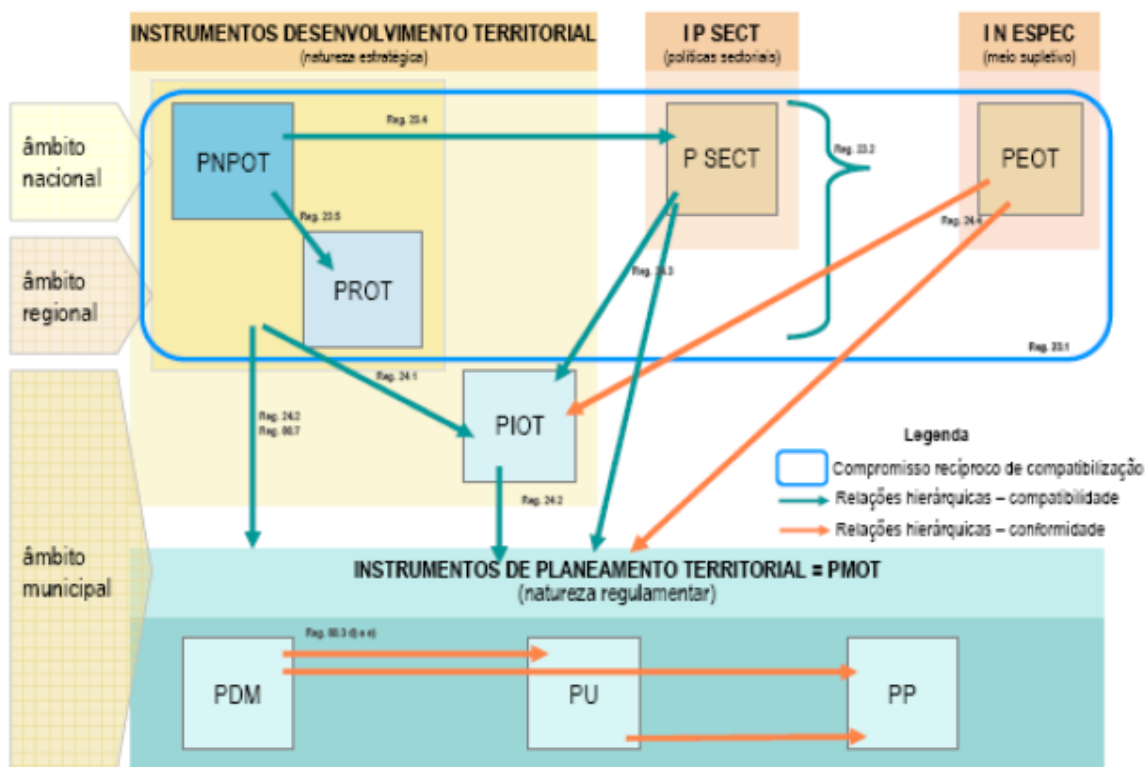 INSTRUMENTOS DESENVOLVIMENTO TERRITORIAL
(natureza estratégica)
I P SECT
(políticas sectoriais)
I N ESPEC
(meio supletivo)
âmbito
nacional
PNPOT
Reg. 23.4
P SECT
Reg. 23.2
PEOT
Reg. 23.5
Reg. 24.4
âmbito
regional
PROT
Reg. 24.3
Reg. 23.1
Reg. 24.1
Reg. 24.2
PIOT
Legenda
Compromisso recíproco de compatibilização
Relações hierárquicas – compatibilidade
Relações hierárquicas – conformidade
Reg. 24.2
âmbito
municipal
INSTRUMENTOS DE PLANEAMENTO TERRITORIAL = PMOT
(natureza regulamentar)
PDM
PU
PP